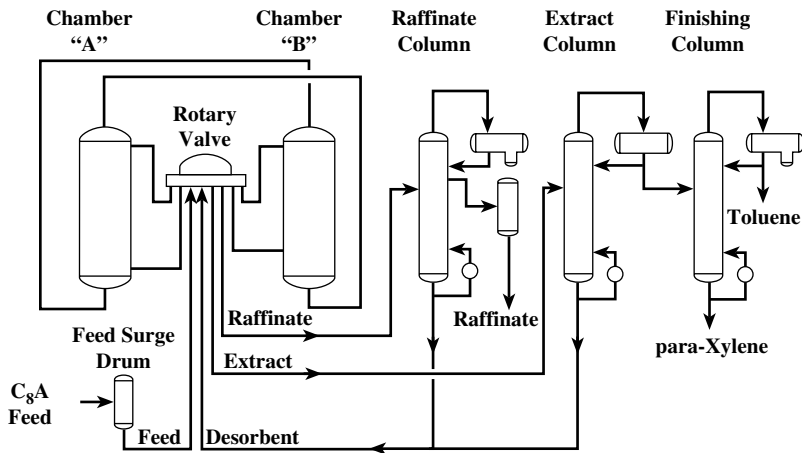 Chamber
“A”
Chamber
“B”
Raffinate
Column
Extract
Column
Finishing
Column
Rotary
Valve
Toluene
Raffinate
Raffinate
para-Xylene
Feed Surge
Drum
Extract
C₈A
Feed
Feed
Desorbent